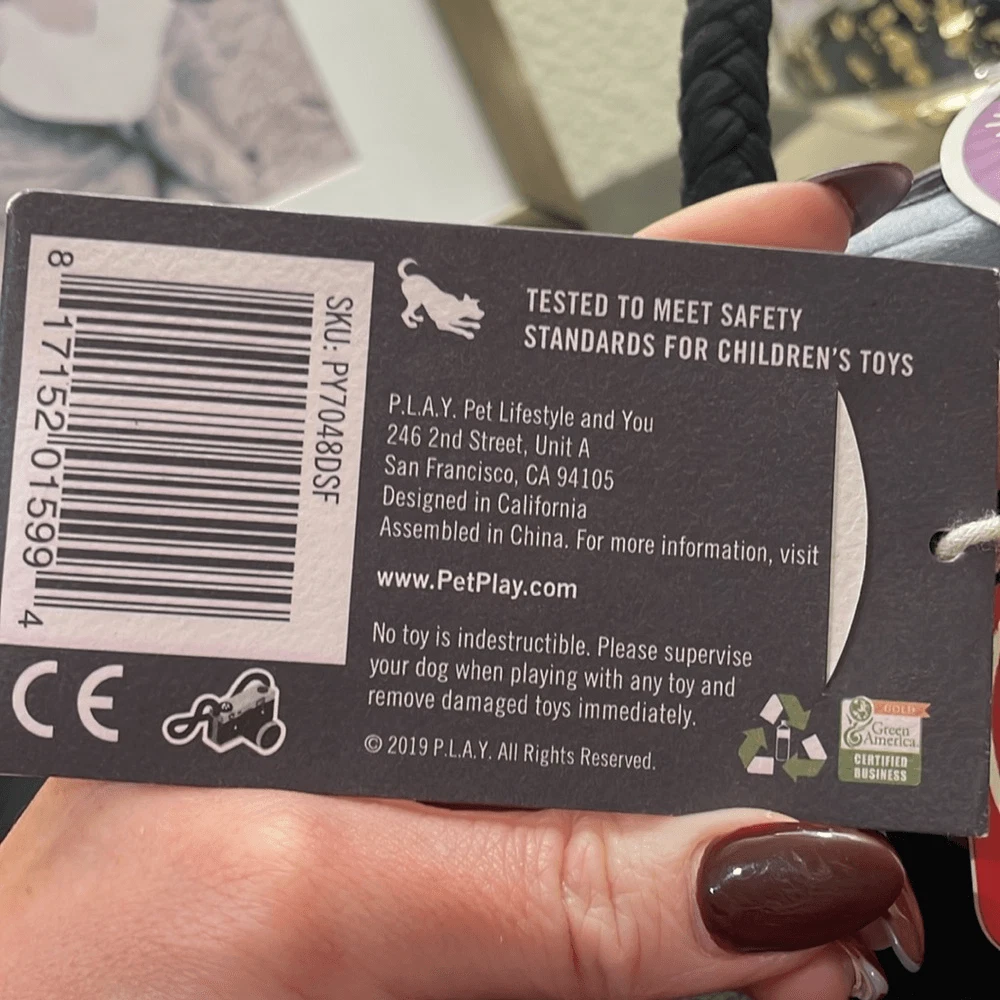 8 17152 01599 4
SKU: PY7048DSF
TESTED TO MEET SAFETY
STANDARDS FOR CHILDREN'S TOYS
P.L.A.Y. Pet Lifestyle and You
246 2nd Street, Unit A
San Francisco, CA 94105
Designed in California
Assembled in China. For more information, visit
www.PetPlay.com
No toy is indestructible. Please supervise
your dog when playing with any toy and
remove damaged toys immediately.
© 2019 P.L.A.Y. All Rights Reserved.
CE
GOLD
Green
America
CERTIFIED
BUSINESS